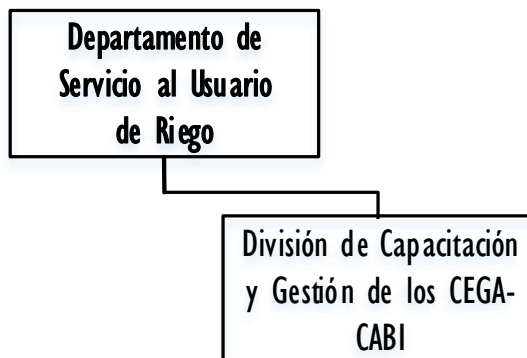 Departamento de
Servicio al Usuario
de Riego
División de Capacitación
y Gestión de los CEGA-
CABI